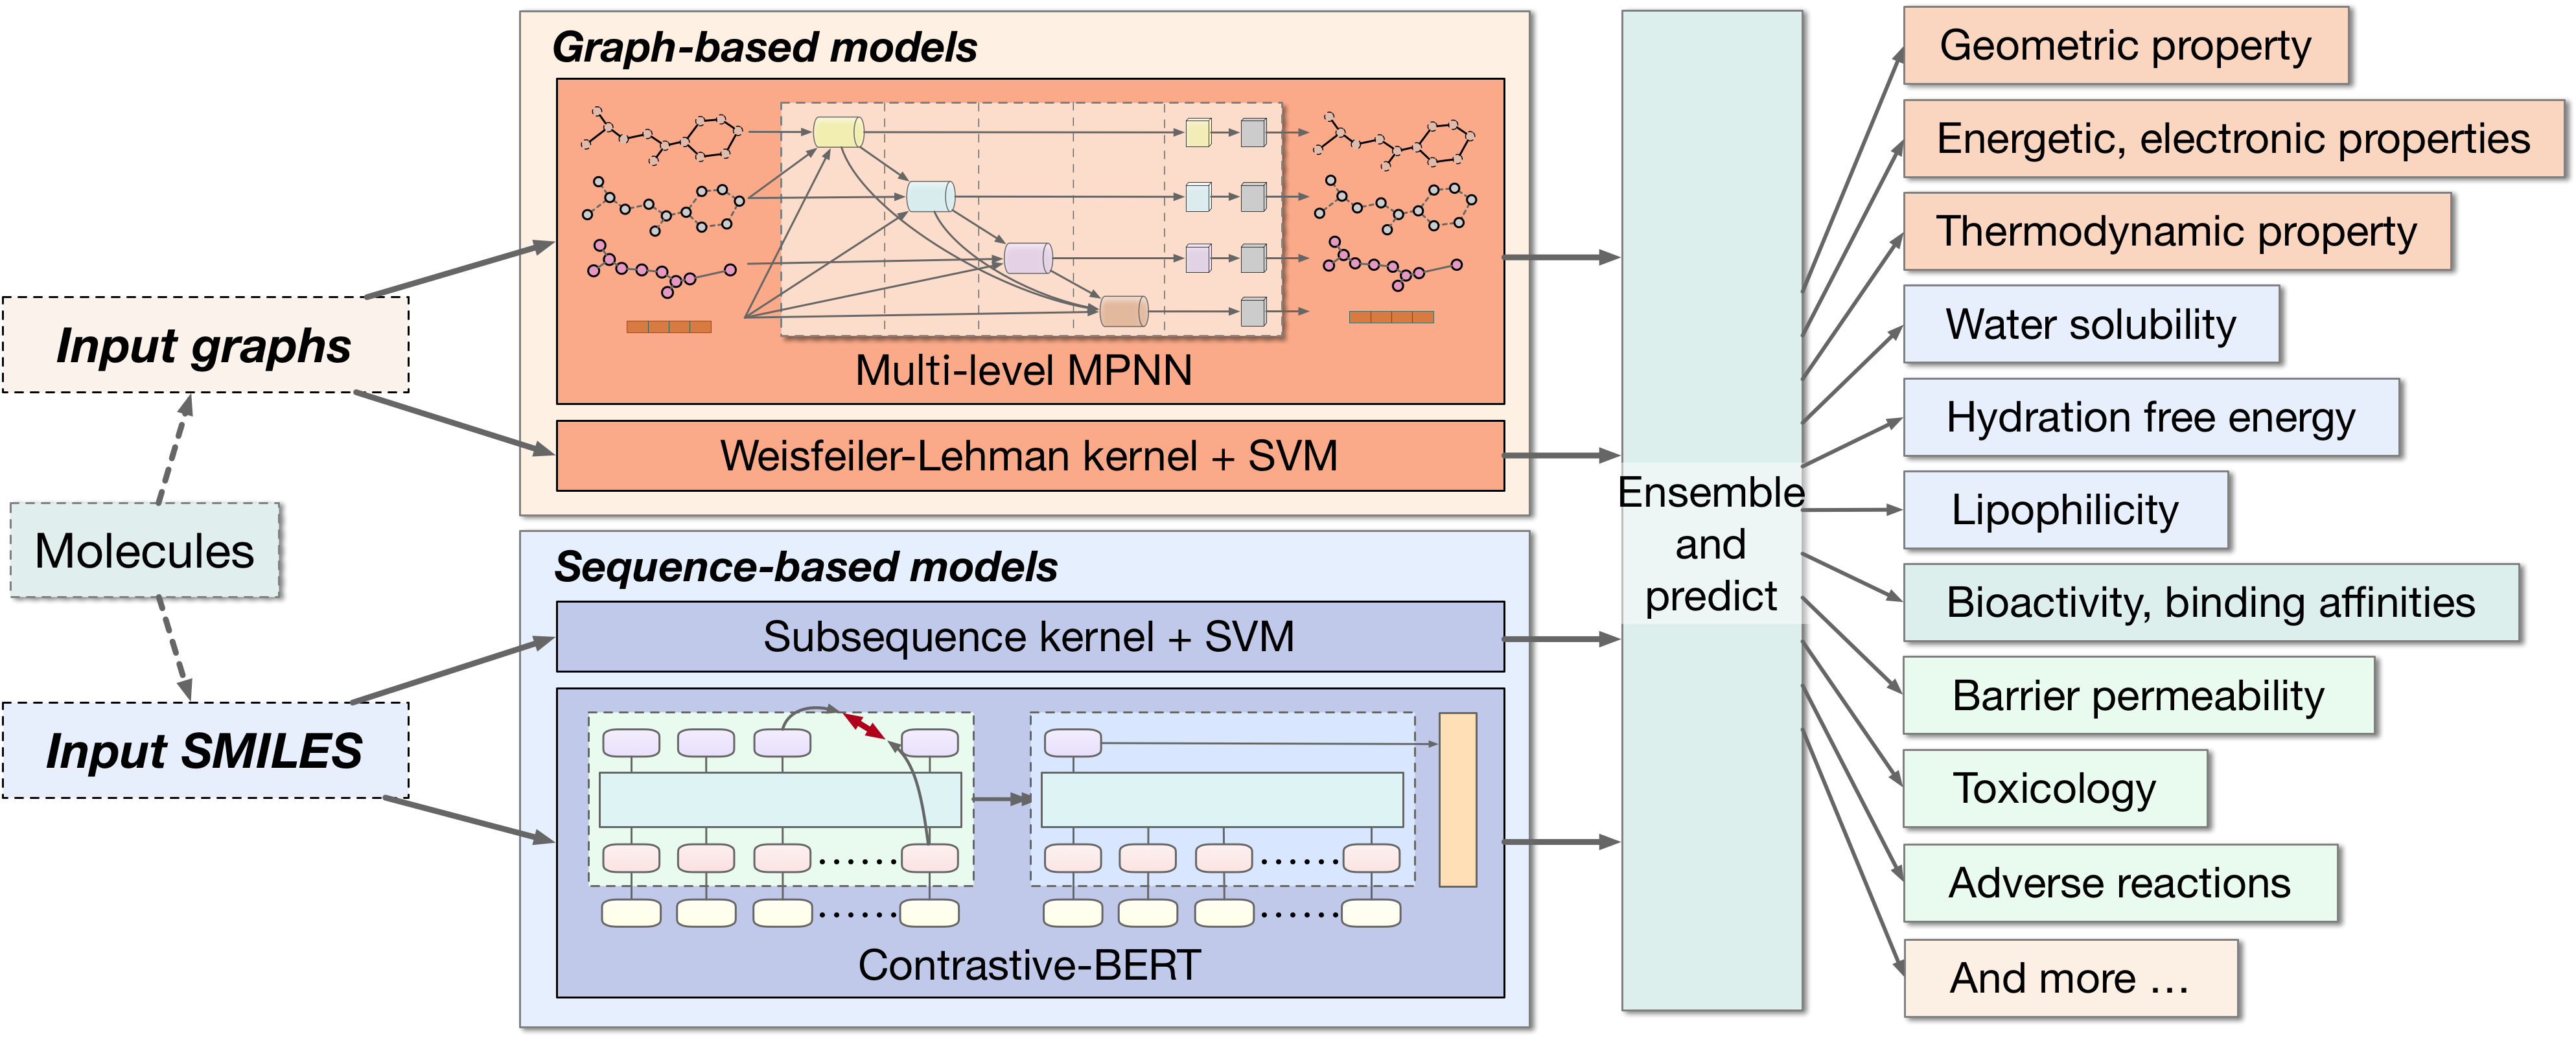 Molecules
Input graphs
Input SMILES
Graph-based models
Multi-level MPNN
Weisfeiler-Lehman kernel + SVM
Sequence-based models
Subsequence kernel + SVM
Contrastive-BERT
Ensemble
and
predict
Geometric property
Energetic, electronic properties
Thermodynamic property
Water solubility
Hydration free energy
Lipophilicity
Bioactivity, binding affinities
Barrier permeability
Toxicology
Adverse reactions
And more …